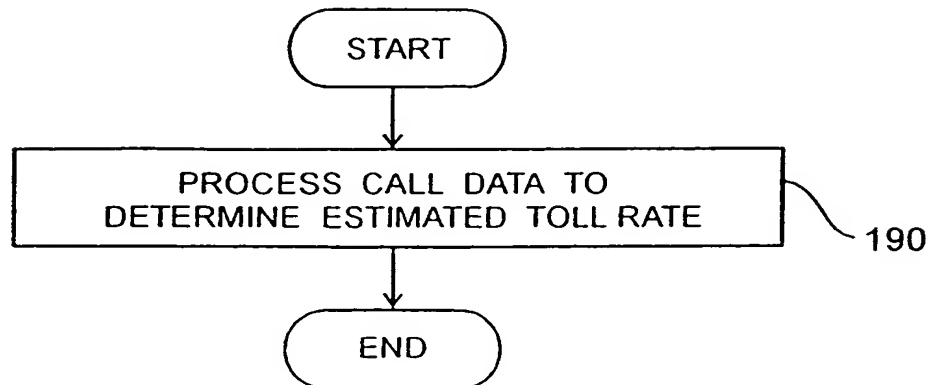 START
PROCESS CALL DATA TO
DETERMINE ESTIMATED TOLL RATE
190
END